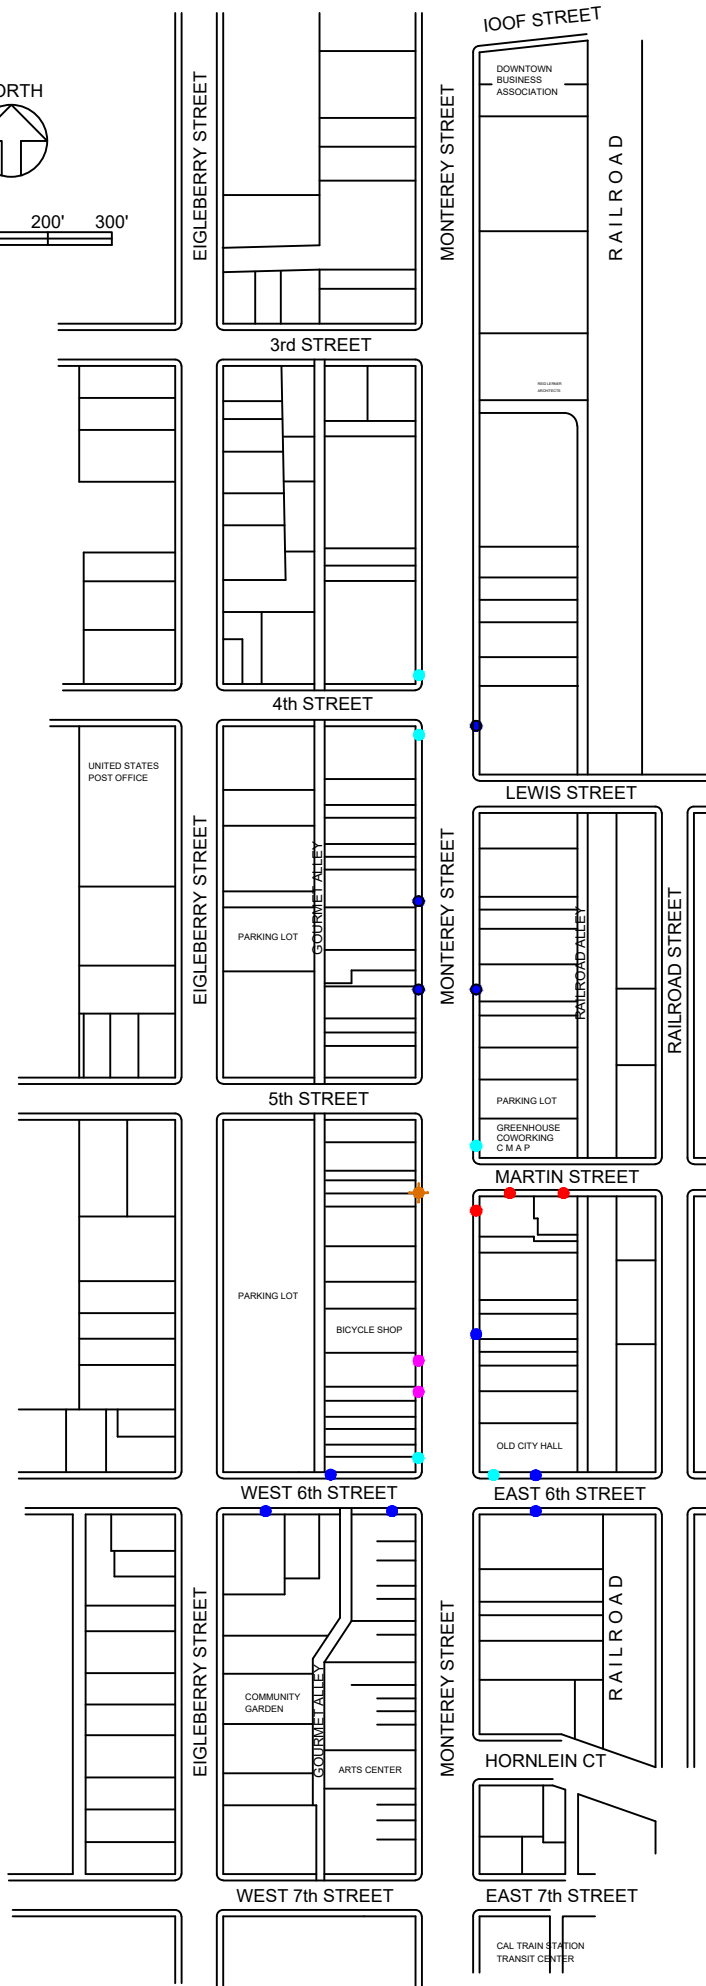 IOOF STREET
DOWNTOWN
BUSINESS
ASSOCIATION
ORTH
EIGLEBERRY STREET
MONTEREY STREET
RAILROAD
200' 300'
3rd STREET
REID LERNER
ARCHITECTS
4th STREET
UNITED STATES
POST OFFICE
LEWIS STREET
EIGLEBERRY STREET
GOURMET ALLEY
MONTEREY STREET
RAILROAD ALLEY
RAILROAD STREET
PARKING LOT
5th STREET
PARKING LOT
GREENHOUSE
COWORKING
C M A P
MARTIN STREET
PARKING LOT
BICYCLE SHOP
OLD CITY HALL
WEST 6th STREET
EAST 6th STREET
EIGLEBERRY STREET
GOURMET ALLEY
MONTEREY STREET
RAILROAD
COMMUNITY
GARDEN
ARTS CENTER
HORNLEIN CT
WEST 7th STREET
EAST 7th STREET
CAL TRAIN STATION
TRANSIT CENTER